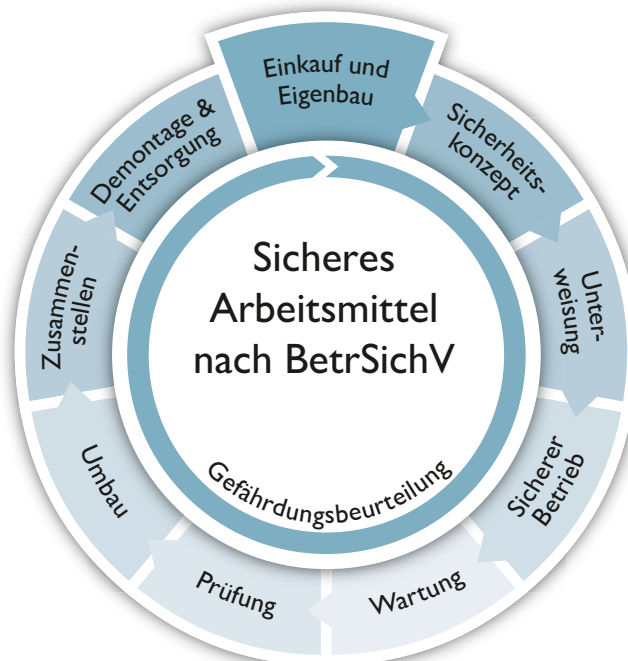 Einkauf und
Eigenbau
Sicherheits-
konzept
Unter-
weisung
Sicherer
Betrieb
Wartung
Prüfung
Umbau
Zusammen-
stellen
Demontage &
Entsorgung
Sicheres
Arbeitsmittel
nach BetrSichV
Gefährdungsbeurteilung